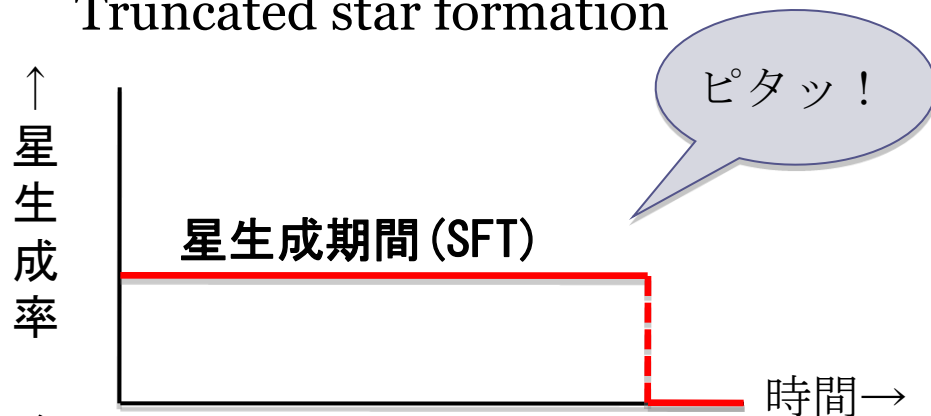 Truncated star formation
ピタッ！
↑星生成率
星生成期間(SFT)
時間→